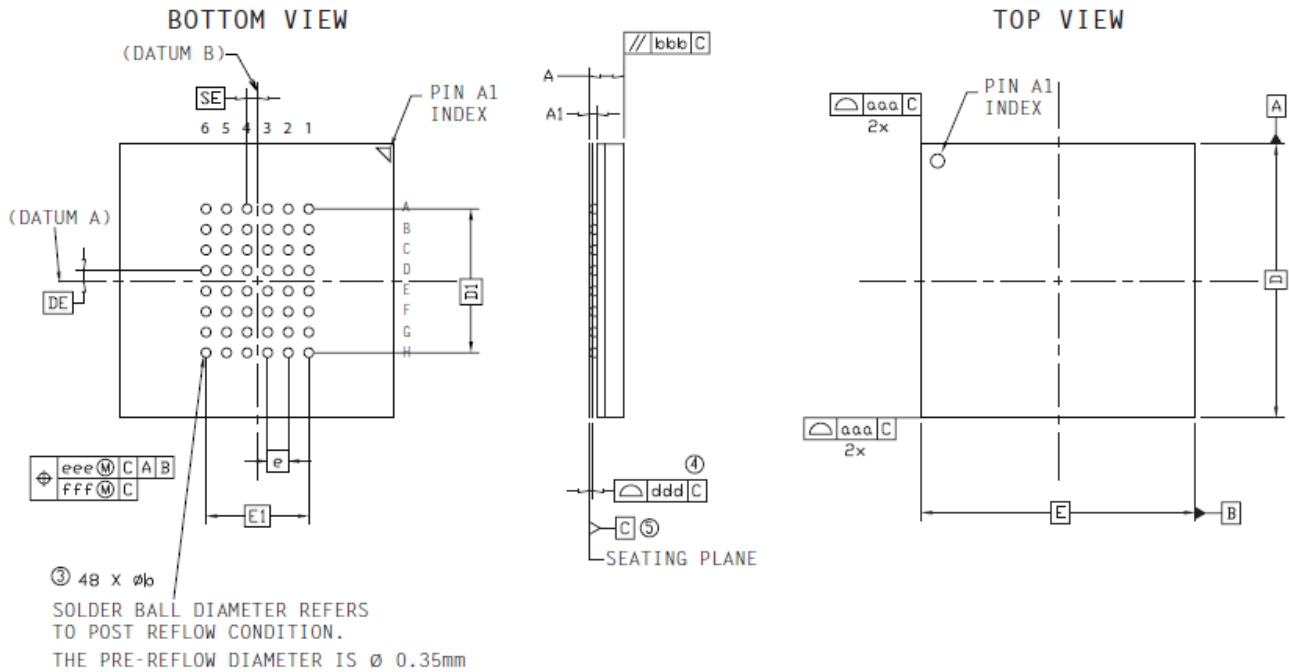 BOTTOM VIEW
(DATUM B)
SE
6 5 4 3 2 1
PIN A1
INDEX
(DATUM A)
DE
A
B
C
D
E
F
G
H
D1
e
⌖ eeeⓂ C A B
fffⓂ C
E1
③ 48 X øb
SOLDER BALL DIAMETER REFERS
TO POST REFLOW CONDITION.
THE PRE-REFLOW DIAMETER IS Ø 0.35mm
// bbb C
A
A1
④
⌓ ddd C
C ⑤
SEATING PLANE
TOP VIEW
PIN A1
INDEX
⌓ aaa C
2x
A
D
⌓ aaa C
2x
E
B